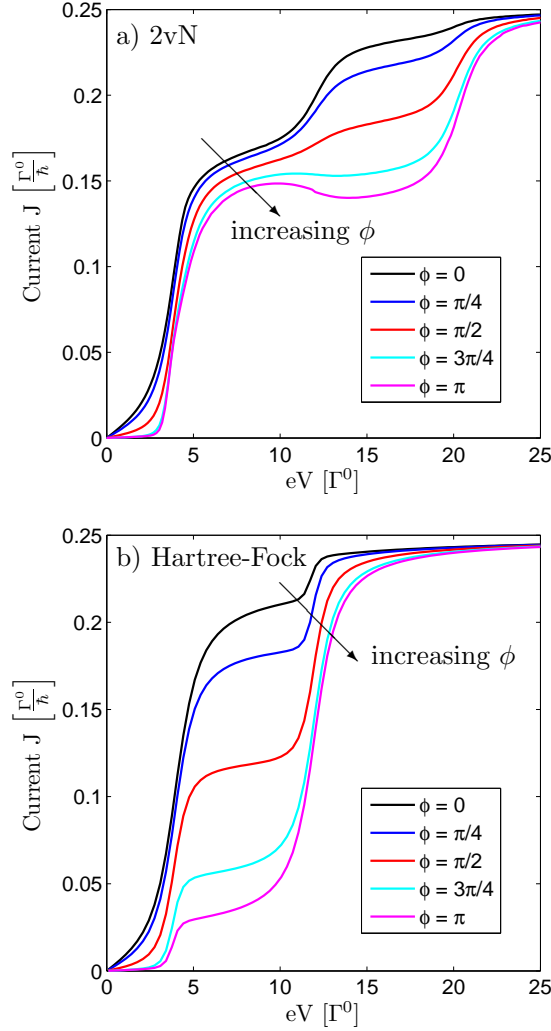 a) 2vN
0.25
0.2
0.15
0.1
0.05
0
Current J [Γ⁰/ħ]
increasing ϕ
ϕ = 0
ϕ = π/4
ϕ = π/2
ϕ = 3π/4
ϕ = π
0 5 10 15 20 25
eV [Γ⁰]
b) Hartree-Fock
0.25
0.2
0.15
0.1
0.05
0
Current J [Γ⁰/ħ]
increasing ϕ
ϕ = 0
ϕ = π/4
ϕ = π/2
ϕ = 3π/4
ϕ = π
0 5 10 15 20 25
eV [Γ⁰]